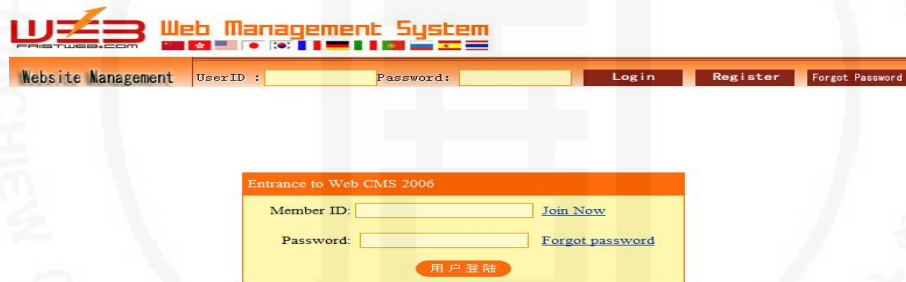 WEB Web Management System
FASTWEB.COM
Website Management UserID : Password: Login Register Forgot Password
Entrance to Web CMS 2006
Member ID: Join Now
Password: Forgot password
用户登陆